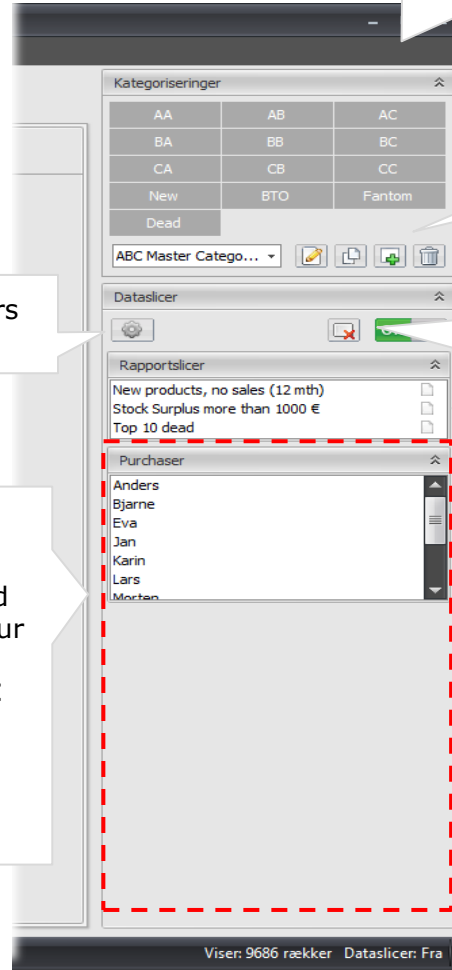 Kategoriseringer
AA AB AC
BA BB BC
CA CB CC
New BTO Fantom
Dead
ABC Master Catego...
Dataslicer
Rapportslicer
New products, no sales (12 mth)
Stock Surplus more than 1000 €
Top 10 dead
Purchaser
Anders
Bjarne
Eva
Jan
Karin
Lars
Morten
Viser: 9686 rækker Dataslicer: Fra